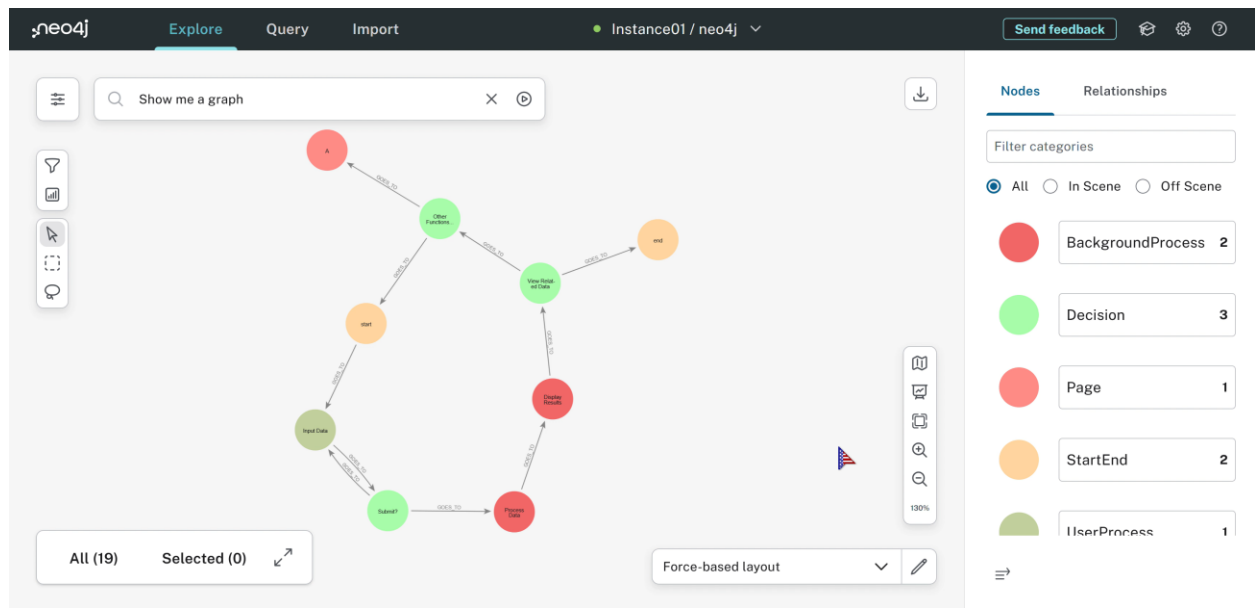 neo4j
Explore
Query
Import
Instance01 / neo4j
Send feedback
Show me a graph
Nodes
Relationships
Filter categories
All
In Scene
Off Scene
BackgroundProcess 2
Decision 3
Page 1
StartEnd 2
UserProcess 1
A
GOES_TO
Other
Functions...
GOES_TO
GOES_TO
end
GOES_TO
View Relat-
ed Data
start
GOES_TO
GOES_TO
Display
Results
Input Data
GOES_TO
GOES_TO
GOES_TO
Submit?
GOES_TO
Process
Data
130%
All (19)
Selected (0)
Force-based layout